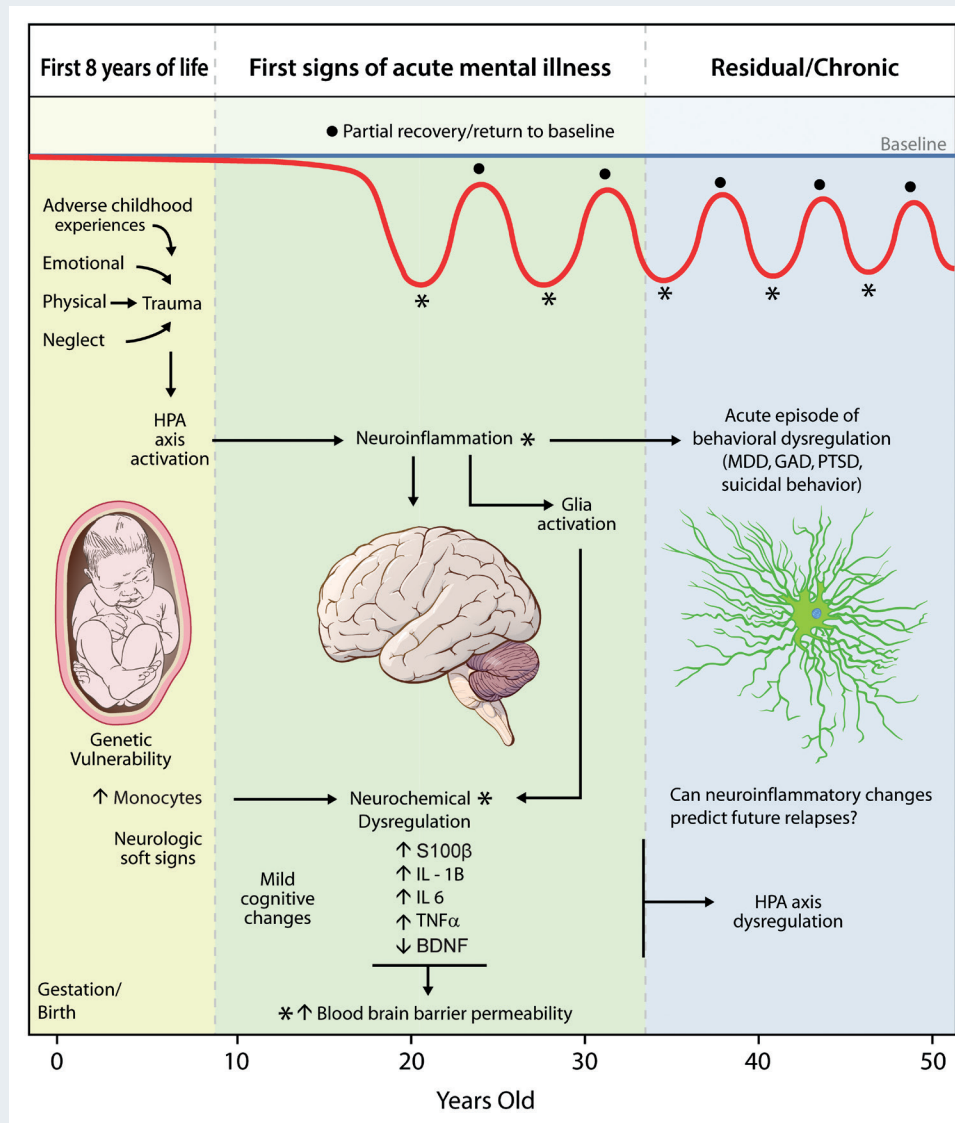 First 8 years of life
First signs of acute mental illness
Residual/Chronic
● Partial recovery/return to baseline
Baseline
Adverse childhood
experiences
Emotional
Physical
Trauma
Neglect
HPA
axis
activation
Neuroinflammation *
Acute episode of
behavioral dysregulation
(MDD, GAD, PTSD,
suicidal behavior)
Glia
activation
Genetic
Vulnerability
↑ Monocytes
Neurologic
soft signs
Neurochemical *
Dysregulation
↑ S100β
↑ IL - 1B
↑ IL 6
↑ TNFα
↓ BDNF
Mild
cognitive
changes
Can neuroinflammatory changes
predict future relapses?
HPA axis
dysregulation
Gestation/
Birth
* ↑ Blood brain barrier permeability
0 10 20 30 40 50
Years Old